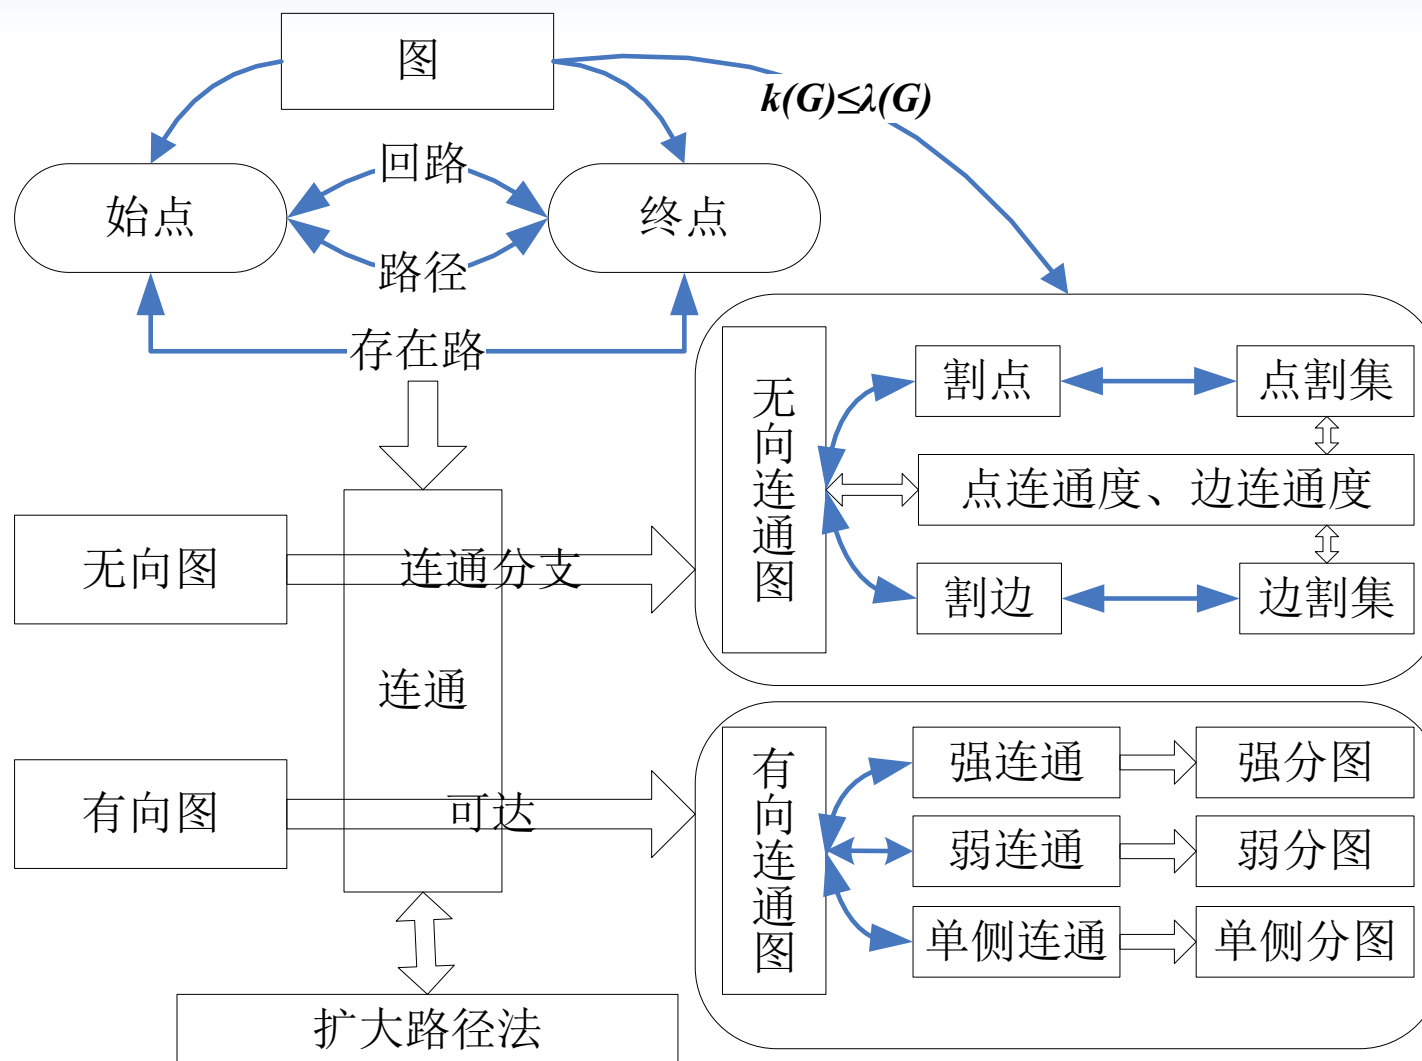 图
k(G)≤λ(G)
回路
始点
终点
路径
存在路
无向图
连通分支
连通
有向图
可达
扩大路径法
无向连通图
割点
点割集
点连通度、边连通度
割边
边割集
有向连通图
强连通
强分图
弱连通
弱分图
单侧连通
单侧分图